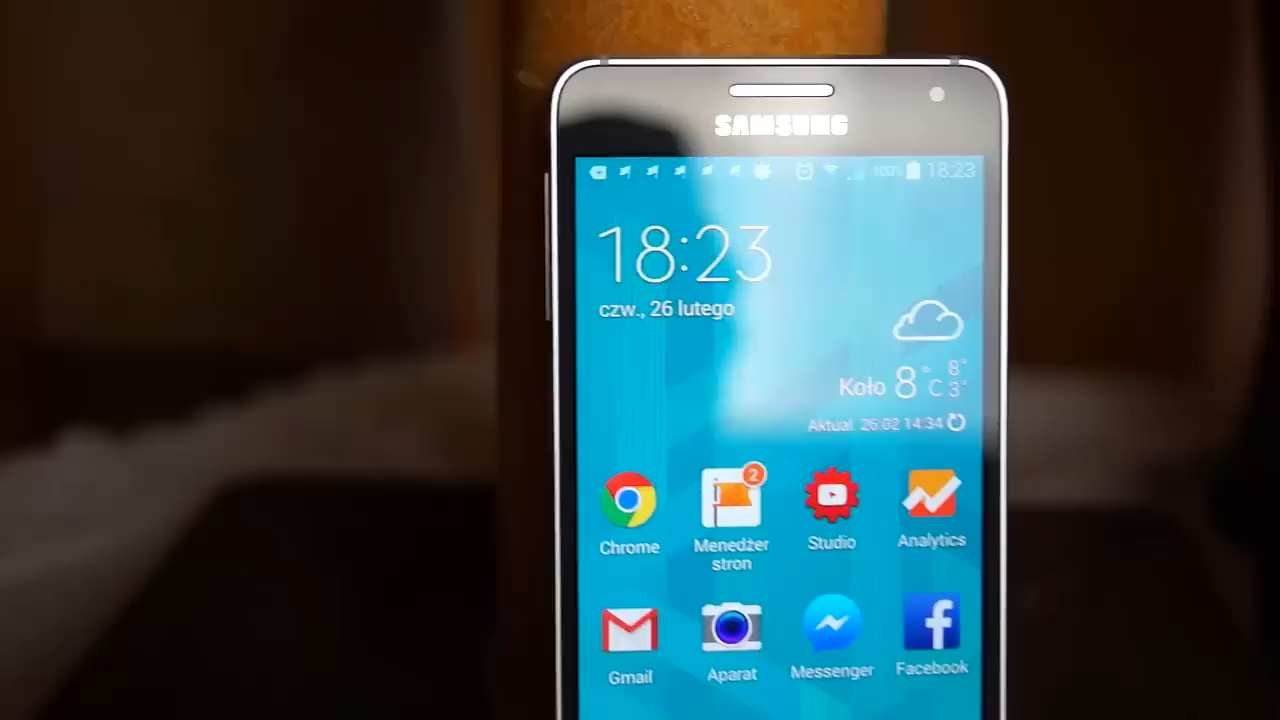 SAMSUNG
100% 18:23
18:23
czw., 26 lutego
8°
Koło 8°C 3°
Aktual. 26.02 14:34
2
Chrome Menedżer stron Studio Analytics
Gmail Aparat Messenger Facebook